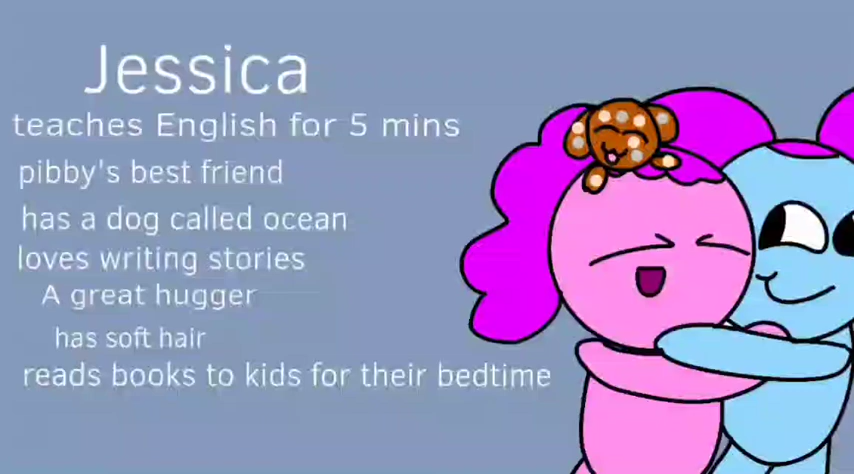 Jessica
teaches English for 5 mins
pibby's best friend
has a dog called ocean
loves writing stories
A great hugger
has soft hair
reads books to kids for their bedtime